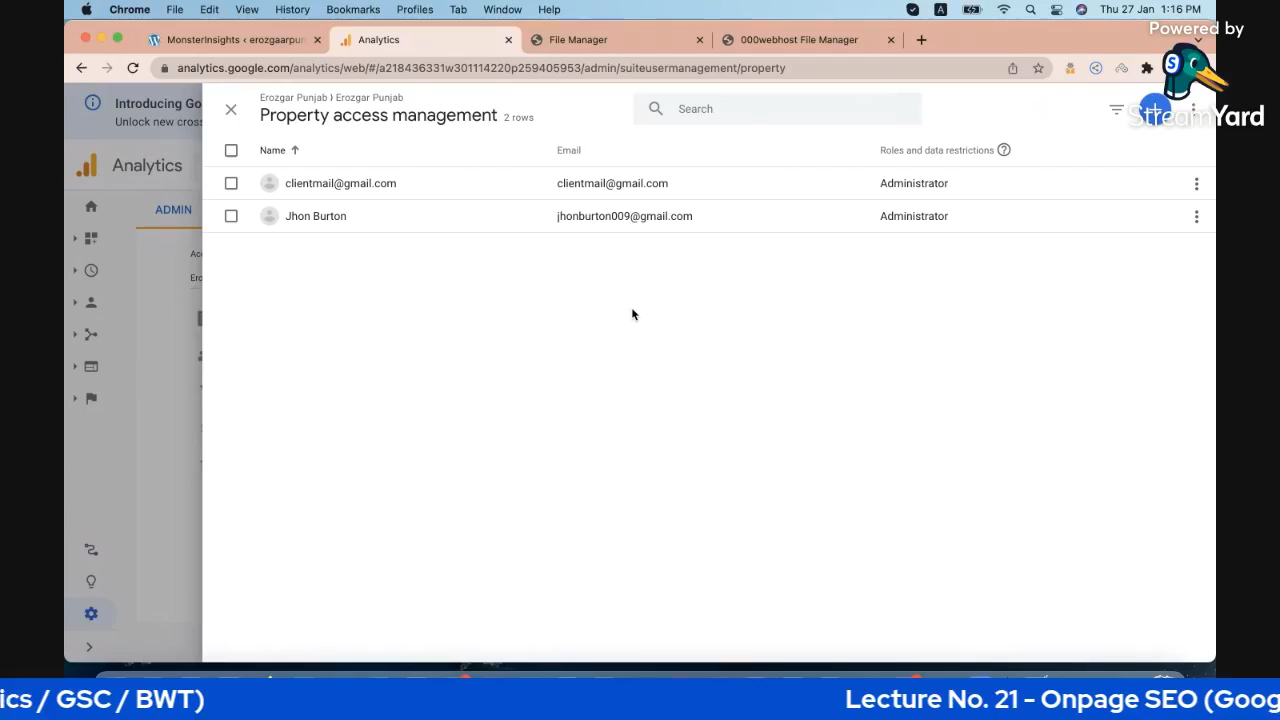 Chrome File Edit View History Bookmarks Profiles Tab Window Help A Thu 27 Jan 1:16 PM
Powered by
StreamYard
MonsterInsights ‹ erozgaarpun
Analytics
File Manager
000webhost File Manager
analytics.google.com/analytics/web/#/a218436331w301814220p259405953/admin/suiteusermanagement/property
Introducing Go
Unlock new cross
Analytics
ADMIN
Acc
Ero
Erozgar Punjab › Erozgar Punjab
Property access management 2 rows
Search
Name Email Roles and data restrictions
clientmail@gmail.com clientmail@gmail.com Administrator
Jhon Burton jhonburton009@gmail.com Administrator
ics / GSC / BWT) Lecture No. 21 - Onpage SEO (Goog